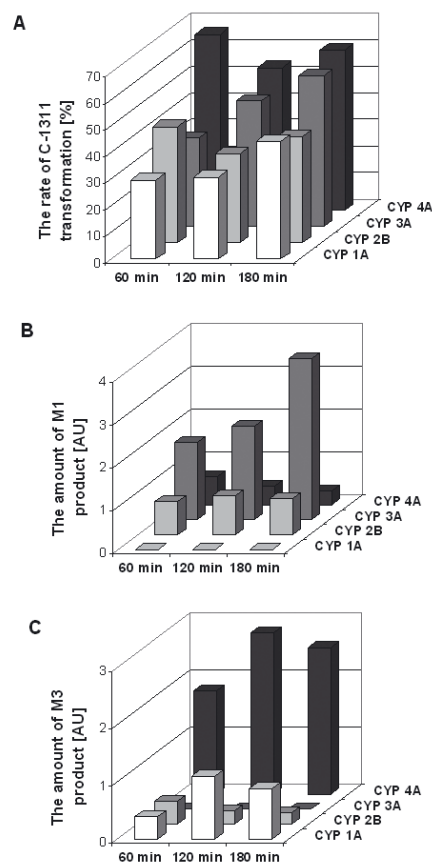 A
The rate of C-1311
transformation [%]
70
60
50
40
30
20
10
0
60 min 120 min 180 min
CYP 4A
CYP 3A
CYP 2B
CYP 1A
B
The amount of M1
product [AU]
4
3
2
1
0
60 min 120 min 180 min
CYP 4A
CYP 3A
CYP 2B
CYP 1A
C
The amount of M3
product [AU]
3
2
1
0
60 min 120 min 180 min
CYP 4A
CYP 3A
CYP 2B
CYP 1A